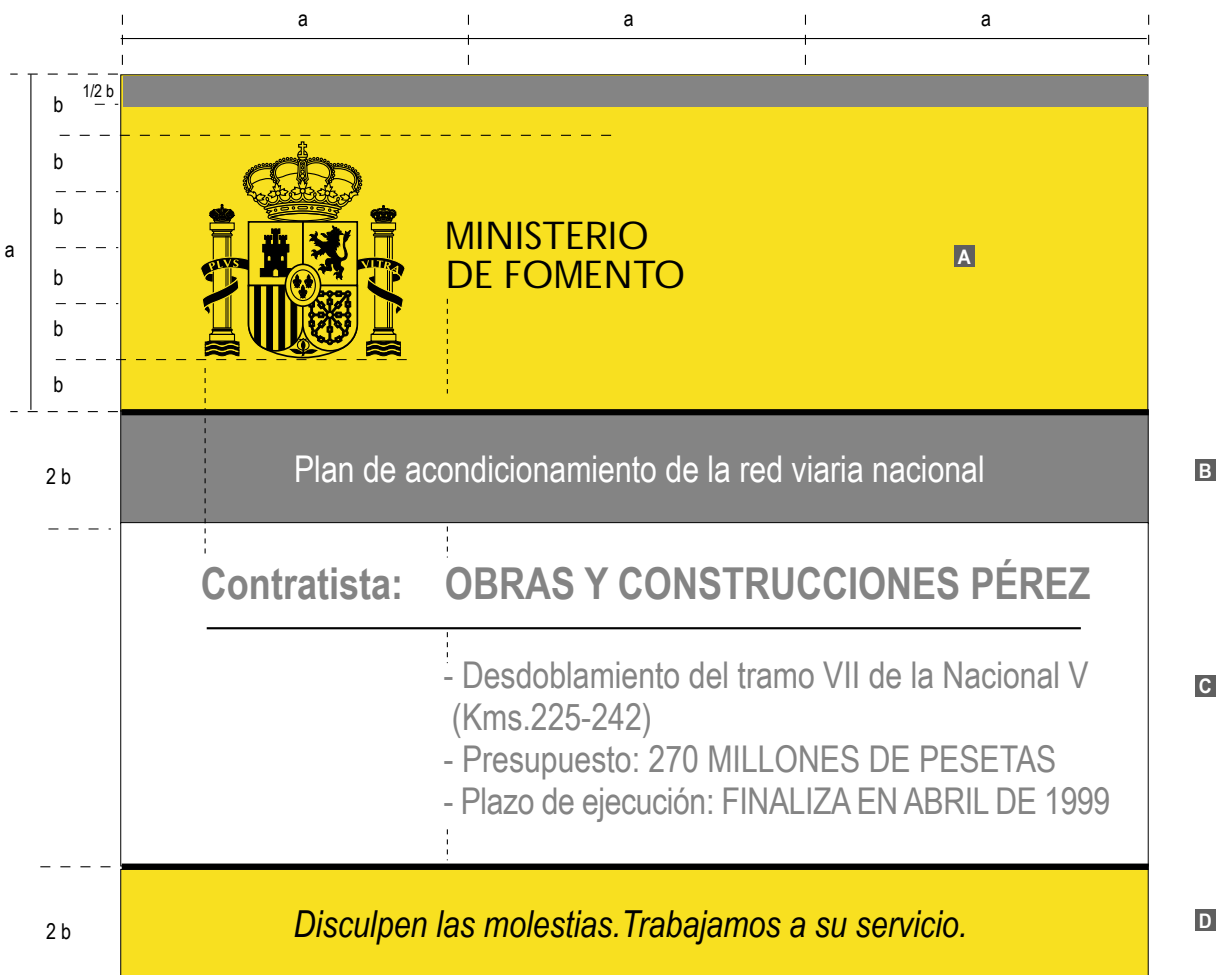 a a a
1/2 b
b
b
b
a
b
b
b
PLVS VLTRA
MINISTERIO
DE FOMENTO
A
2 b
Plan de acondicionamiento de la red viaria nacional
B
Contratista: OBRAS Y CONSTRUCCIONES PÉREZ
- Desdoblamiento del tramo VII de la Nacional V
(Kms.225-242)
- Presupuesto: 270 MILLONES DE PESETAS
- Plazo de ejecución: FINALIZA EN ABRIL DE 1999
C
2 b
Disculpen las molestias.Trabajamos a su servicio.
D